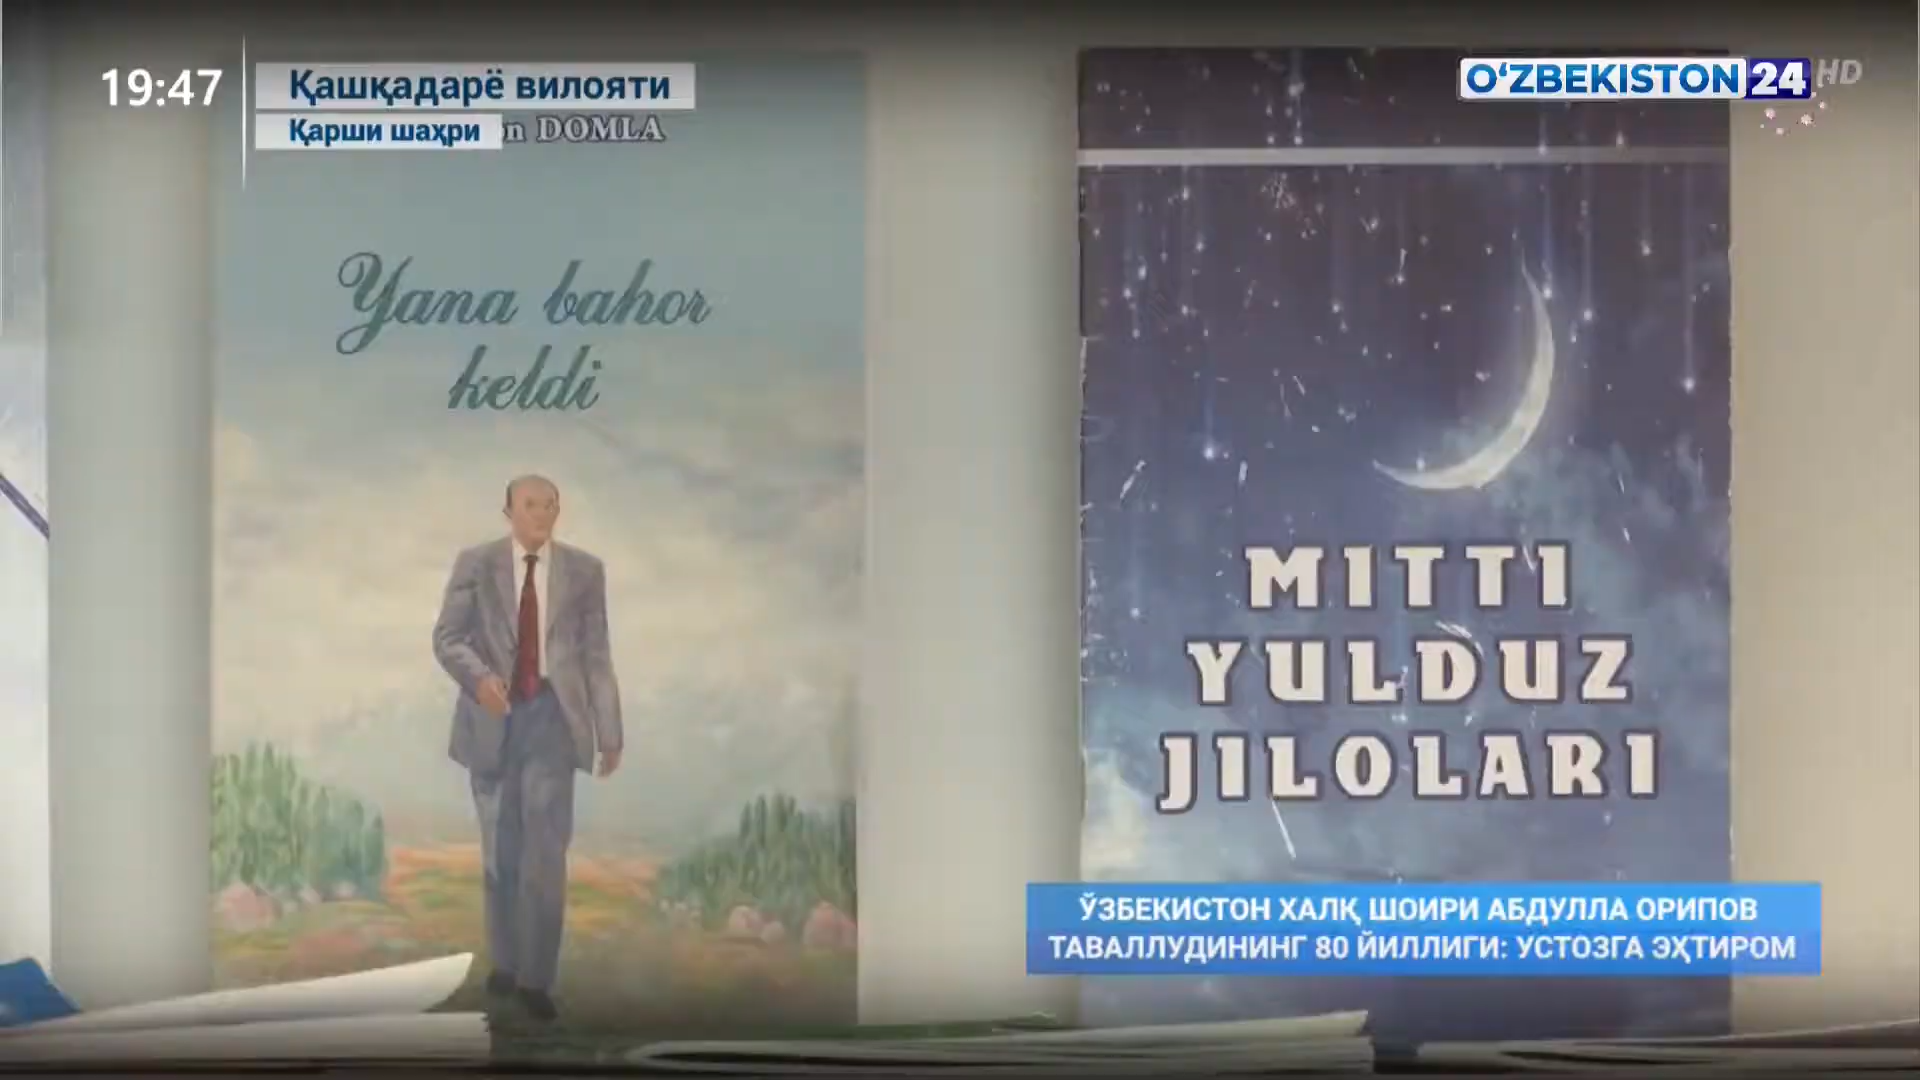 19:47
Қашқадарё вилояти
Қарши шаҳри
DOMLA
Yana bahor
keldi
O‘ZBEKISTON 24 HD
MITTI
YULDUZ
JILOLARI
ЎЗБЕКИСТОН ХАЛҚ ШОИРИ АБДУЛЛА ОРИПОВ
ТАВАЛЛУДИНИНГ 80 ЙИЛЛИГИ: УСТОЗГА ЭҲТИРОМ